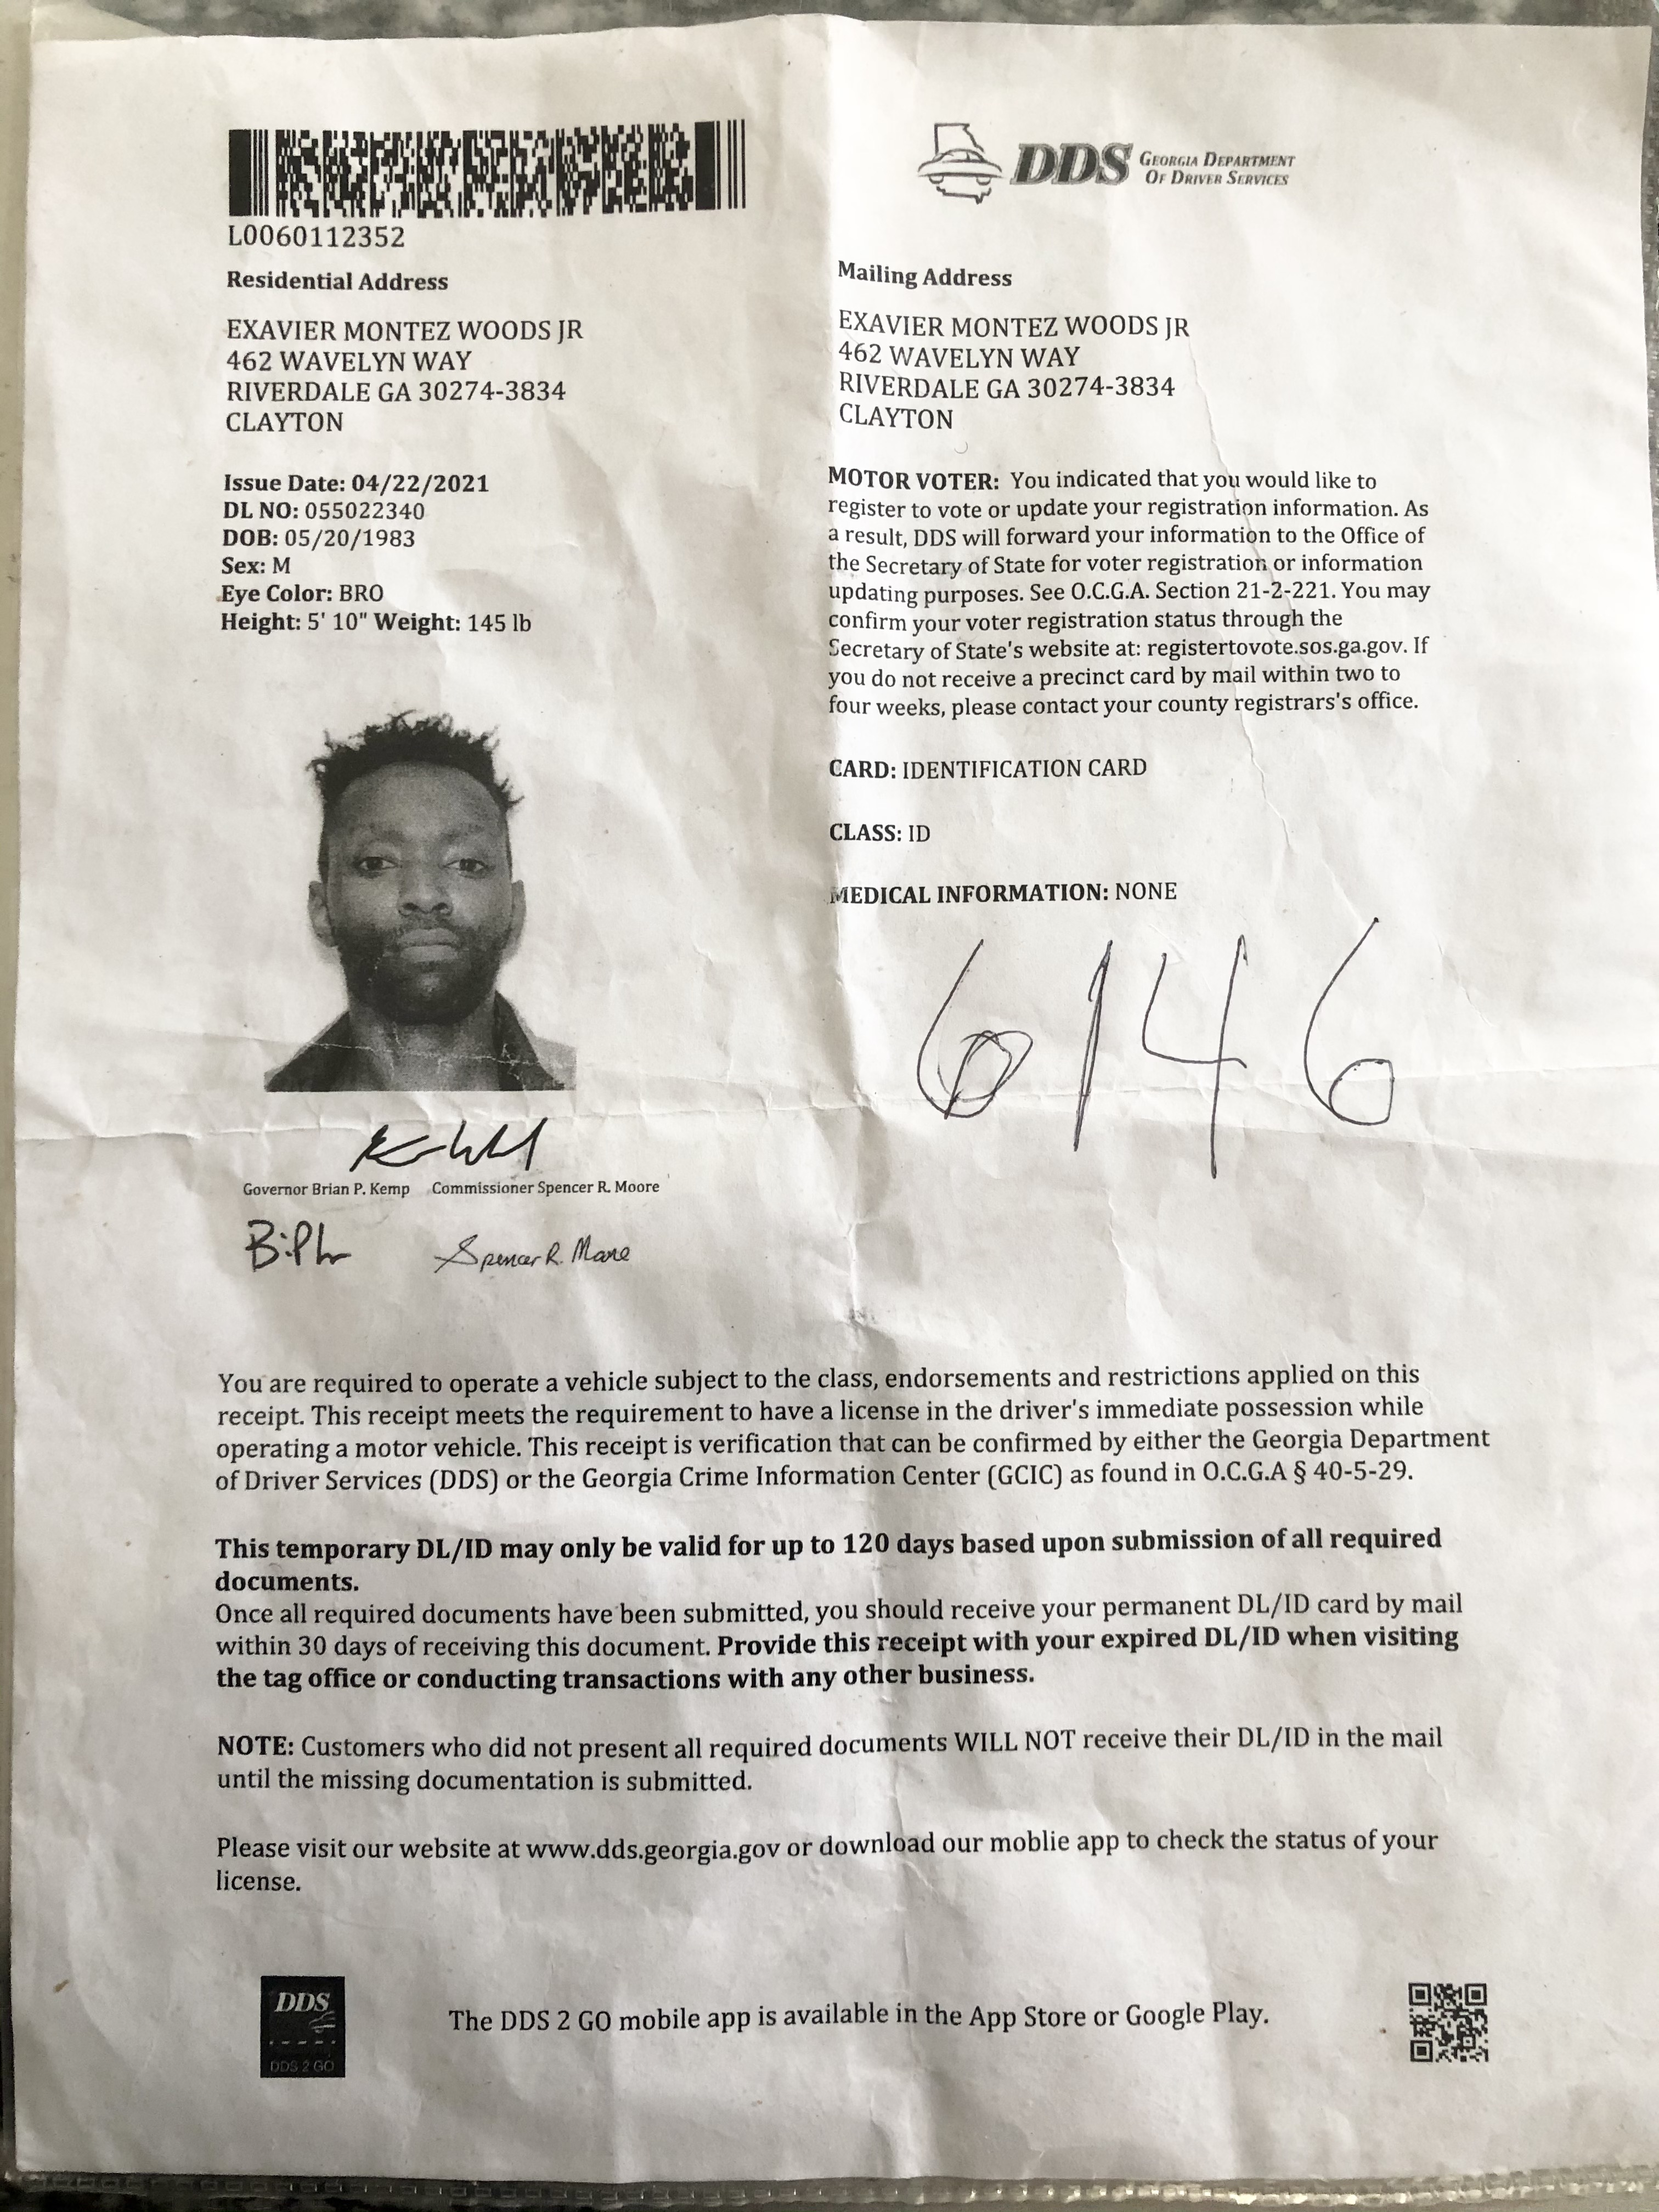 L0060112352
Residential Address
EXAVIER MONTEZ WOODS JR
462 WAVELYN WAY
RIVERDALE GA 30274-3834
CLAYTON
Issue Date: 04/22/2021
DL NO: 055022340
DOB: 05/20/1983
Sex: M
Eye Color: BRO
Height: 5' 10" Weight: 145 lb
Governor Brian P. Kemp Commissioner Spencer R. Moore
Spencer R. Moore
DDS GEORGIA DEPARTMENT
OF DRIVER SERVICES
Mailing Address
EXAVIER MONTEZ WOODS JR
462 WAVELYN WAY
RIVERDALE GA 30274-3834
CLAYTON
MOTOR VOTER: You indicated that you would like to
register to vote or update your registration information. As
a result, DDS will forward your information to the Office of
the Secretary of State for voter registration or information
updating purposes. See O.C.G.A. Section 21-2-221. You may
confirm your voter registration status through the
Secretary of State's website at: registertovote.sos.ga.gov. If
you do not receive a precinct card by mail within two to
four weeks, please contact your county registrars's office.
CARD: IDENTIFICATION CARD
CLASS: ID
MEDICAL INFORMATION: NONE
6146
You are required to operate a vehicle subject to the class, endorsements and restrictions applied on this
receipt. This receipt meets the requirement to have a license in the driver's immediate possession while
operating a motor vehicle. This receipt is verification that can be confirmed by either the Georgia Department
of Driver Services (DDS) or the Georgia Crime Information Center (GCIC) as found in O.C.G.A § 40-5-29.
This temporary DL/ID may only be valid for up to 120 days based upon submission of all required
documents.
Once all required documents have been submitted, you should receive your permanent DL/ID card by mail
within 30 days of receiving this document. Provide this receipt with your expired DL/ID when visiting
the tag office or conducting transactions with any other business.
NOTE: Customers who did not present all required documents WILL NOT receive their DL/ID in the mail
until the missing documentation is submitted.
Please visit our website at www.dds.georgia.gov or download our moblie app to check the status of your
license.
DDS
DDS 2 GO
The DDS 2 GO mobile app is available in the App Store or Google Play.